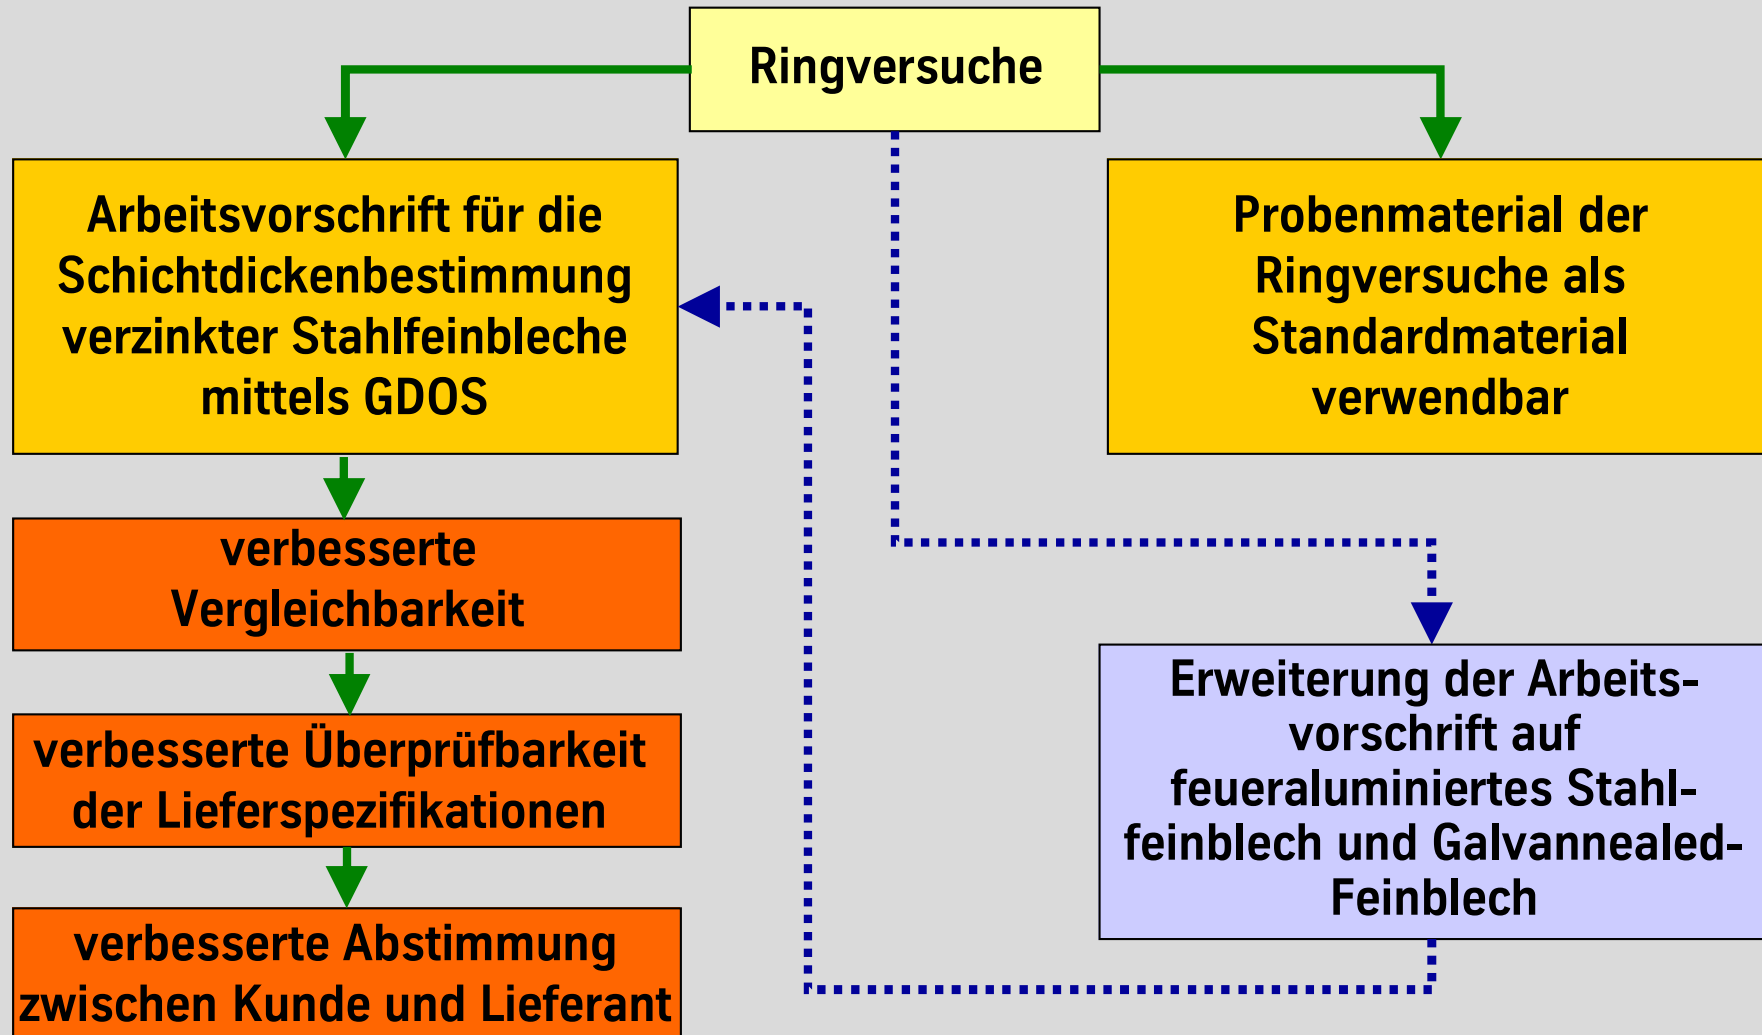 Ringversuche
Arbeitsvorschrift für die
Schichtdickenbestimmung
verzinkter Stahlfeinbleche
mittels GDOS
Probenmaterial der
Ringversuche als
Standardmaterial
verwendbar
verbesserte
Vergleichbarkeit
verbesserte Überprüfbarkeit
der Lieferspezifikationen
verbesserte Abstimmung
zwischen Kunde und Lieferant
Erweiterung der Arbeits-
vorschrift auf
feueraluminiertes Stahl-
feinblech und Galvannealed-
Feinblech